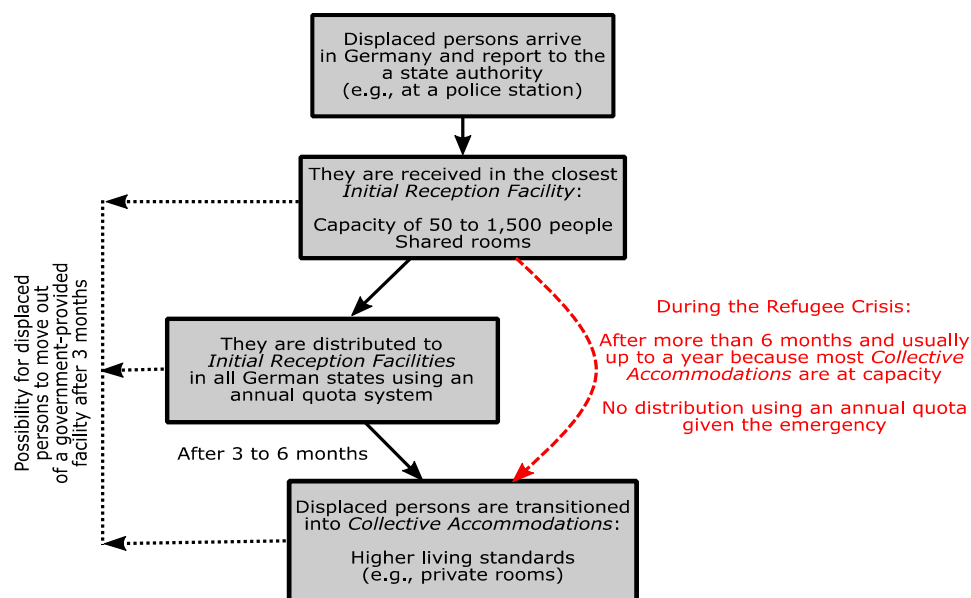 Displaced persons arrive
in Germany and report to the
a state authority
(e.g., at a police station)
They are received in the closest
Initial Reception Facility:
Capacity of 50 to 1,500 people
Shared rooms
Possibility for displaced
persons to move out
of a government-provided
facility after 3 months
During the Refugee Crisis:
After more than 6 months and usually
up to a year because most Collective
Accommodations are at capacity
No distribution using an annual quota
given the emergency
They are distributed to
Initial Reception Facilities
in all German states using an
annual quota system
After 3 to 6 months
Displaced persons are transitioned
into Collective Accommodations:
Higher living standards
(e.g., private rooms)